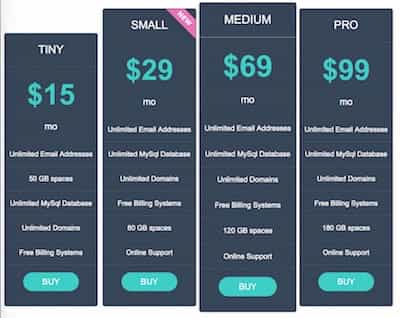 TINY
$15
mo
Unlimited Email Addresses
50 GB spaces
Unlimited MySql Database
Unlimited Domains
Free Billing Systems
BUY
SMALL
NEW
$29
mo
Unlimited Email Addresses
Unlimited MySql Database
Unlimited Domains
Free Billing Systems
80 GB spaces
Online Support
BUY
MEDIUM
$69
mo
Unlimited Email Addresses
Unlimited MySql Database
Unlimited Domains
Free Billing Systems
120 GB spaces
Online Support
BUY
PRO
$99
mo
Unlimited Email Addresses
Unlimited MySql Database
Unlimited Domains
Free Billing Systems
180 GB spaces
Online Support
BUY